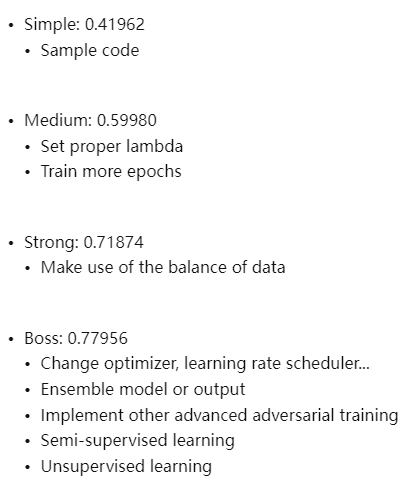 • Simple: 0.41962
• Sample code
• Medium: 0.59980
• Set proper lambda
• Train more epochs
• Strong: 0.71874
• Make use of the balance of data
• Boss: 0.77956
• Change optimizer, learning rate scheduler...
• Ensemble model or output
• Implement other advanced adversarial training
• Semi-supervised learning
• Unsupervised learning